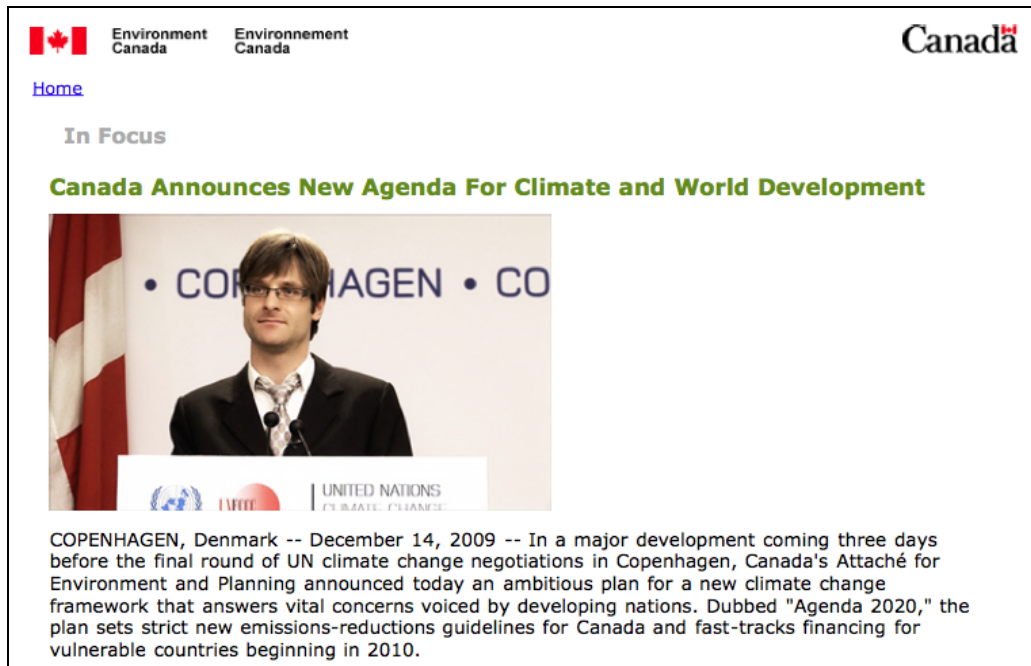 Environment Environnement
Canada Canada
Canada
Home
In Focus
Canada Announces New Agenda For Climate and World Development
• COP HAGEN • CO
UNITED NATIONS
CLIMATE CHANGE
COPENHAGEN, Denmark -- December 14, 2009 -- In a major development coming three days
before the final round of UN climate change negotiations in Copenhagen, Canada's Attaché for
Environment and Planning announced today an ambitious plan for a new climate change
framework that answers vital concerns voiced by developing nations. Dubbed "Agenda 2020," the
plan sets strict new emissions-reductions guidelines for Canada and fast-tracks financing for
vulnerable countries beginning in 2010.